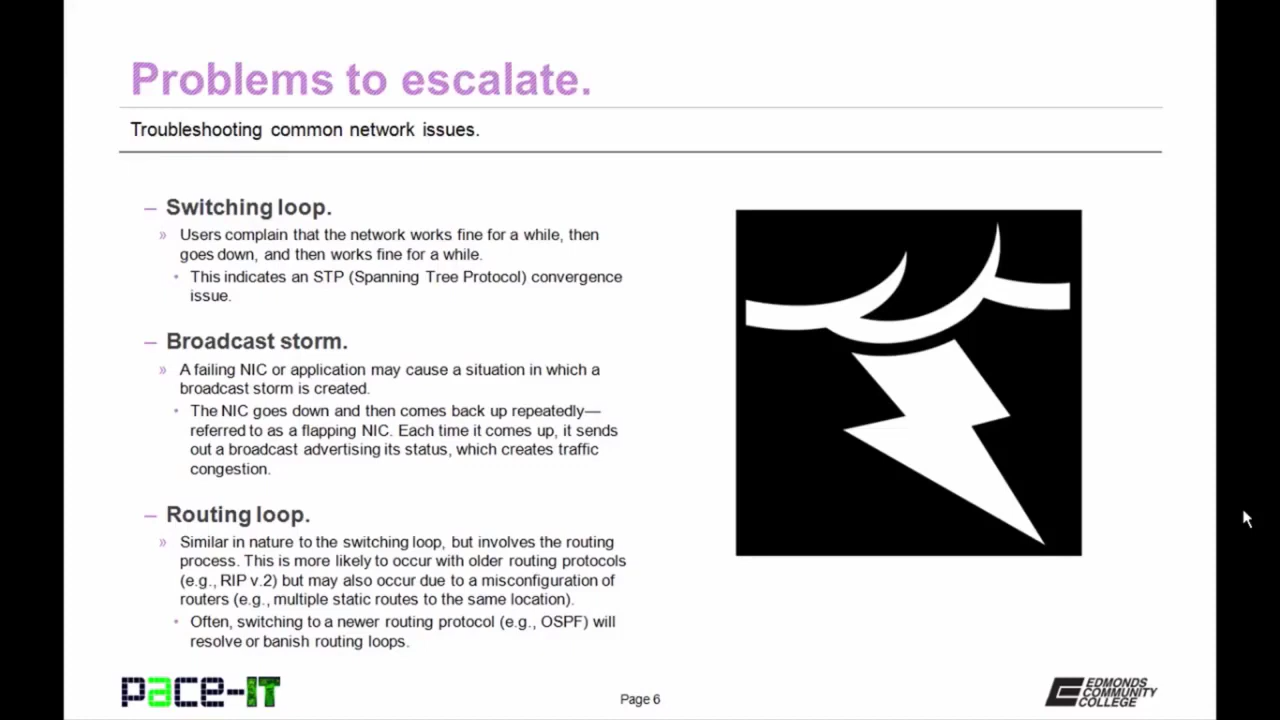 Problems to escalate.
Troubleshooting common network issues.
– Switching loop.
» Users complain that the network works fine for a while, then
goes down, and then works fine for a while.
• This indicates an STP (Spanning Tree Protocol) convergence
issue.
– Broadcast storm.
» A failing NIC or application may cause a situation in which a
broadcast storm is created.
• The NIC goes down and then comes back up repeatedly—
referred to as a flapping NIC. Each time it comes up, it sends
out a broadcast advertising its status, which creates traffic
congestion.
– Routing loop.
» Similar in nature to the switching loop, but involves the routing
process. This is more likely to occur with older routing protocols
(e.g., RIP v.2) but may also occur due to a misconfiguration of
routers (e.g., multiple static routes to the same location).
• Often, switching to a newer routing protocol (e.g., OSPF) will
resolve or banish routing loops.
pace-IT
Page 6
EDMONDS
COMMUNITY
COLLEGE